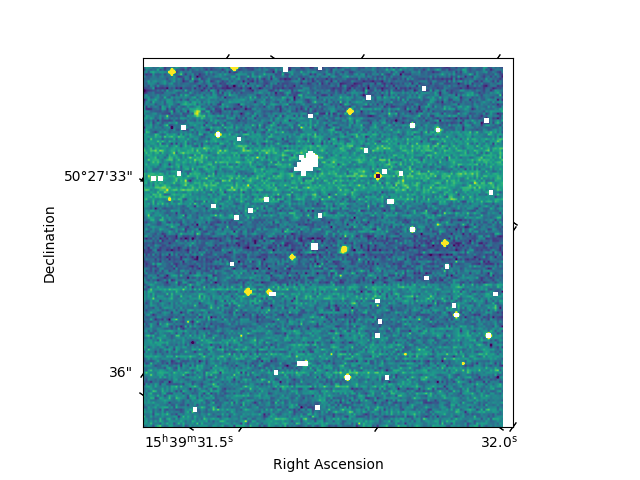 50°27'33"
Declination
36"
15ʰ39ᵐ31.5ˢ
32.0ˢ
Right Ascension